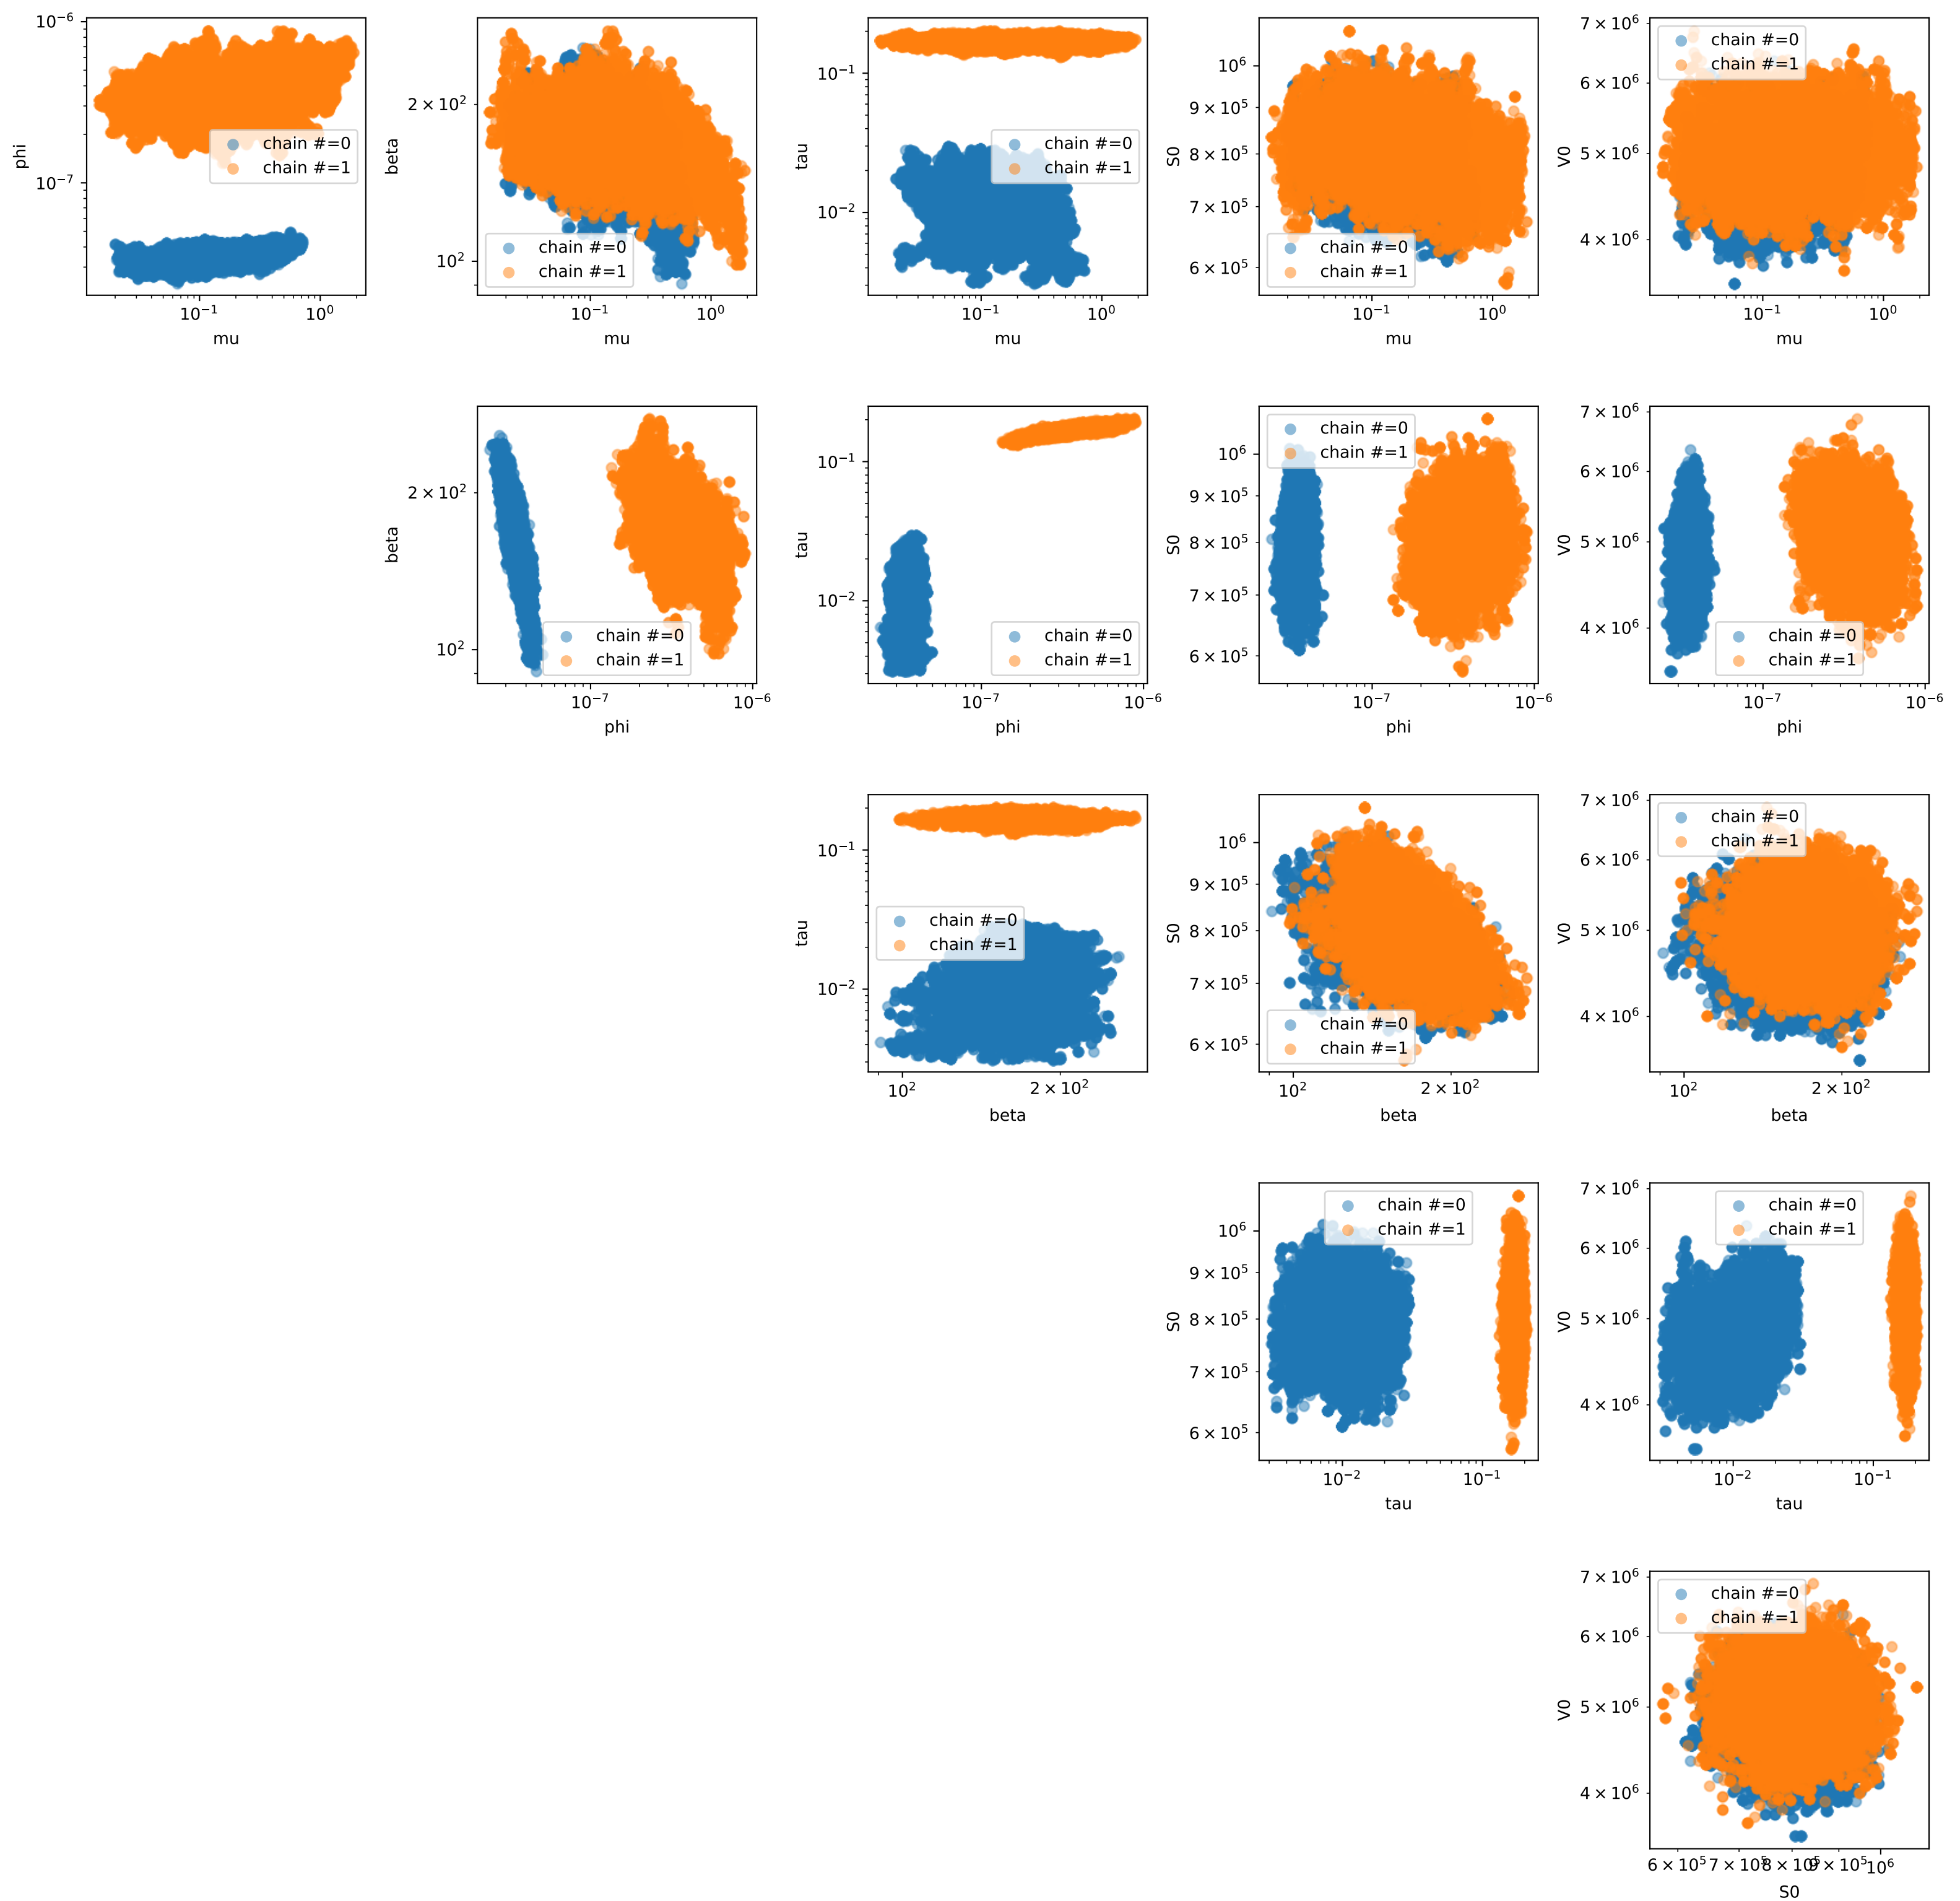 10⁻⁶
10⁻⁷
phi
chain #=0
chain #=1
10⁻¹ 10⁰
mu
2 × 10²
10²
beta
chain #=0
chain #=1
10⁻¹ 10⁰
mu
10⁻¹
10⁻²
tau
chain #=0
chain #=1
10⁻¹ 10⁰
mu
10⁶
9 × 10⁵
8 × 10⁵
7 × 10⁵
6 × 10⁵
S0
chain #=0
chain #=1
10⁻¹ 10⁰
mu
7 × 10⁶
6 × 10⁶
5 × 10⁶
4 × 10⁶
V0
chain #=0
chain #=1
10⁻¹ 10⁰
mu
2 × 10²
10²
beta
chain #=0
chain #=1
10⁻⁷ 10⁻⁶
phi
10⁻¹
10⁻²
tau
chain #=0
chain #=1
10⁻⁷ 10⁻⁶
phi
10⁶
9 × 10⁵
8 × 10⁵
7 × 10⁵
6 × 10⁵
S0
chain #=0
chain #=1
10⁻⁷ 10⁻⁶
phi
7 × 10⁶
6 × 10⁶
5 × 10⁶
4 × 10⁶
V0
chain #=0
chain #=1
10⁻⁷ 10⁻⁶
phi
10⁻¹
10⁻²
tau
chain #=0
chain #=1
10² 2 × 10²
beta
10⁶
9 × 10⁵
8 × 10⁵
7 × 10⁵
6 × 10⁵
S0
chain #=0
chain #=1
10² 2 × 10²
beta
7 × 10⁶
6 × 10⁶
5 × 10⁶
4 × 10⁶
V0
chain #=0
chain #=1
10² 2 × 10²
beta
10⁶
9 × 10⁵
8 × 10⁵
7 × 10⁵
6 × 10⁵
S0
chain #=0
chain #=1
10⁻² 10⁻¹
tau
7 × 10⁶
6 × 10⁶
5 × 10⁶
4 × 10⁶
V0
chain #=0
chain #=1
10⁻² 10⁻¹
tau
7 × 10⁶
6 × 10⁶
5 × 10⁶
4 × 10⁶
V0
chain #=0
chain #=1
6 × 10⁵ 7 × 10⁵ 8 × 10⁵ 9 × 10⁵ 10⁶
S0